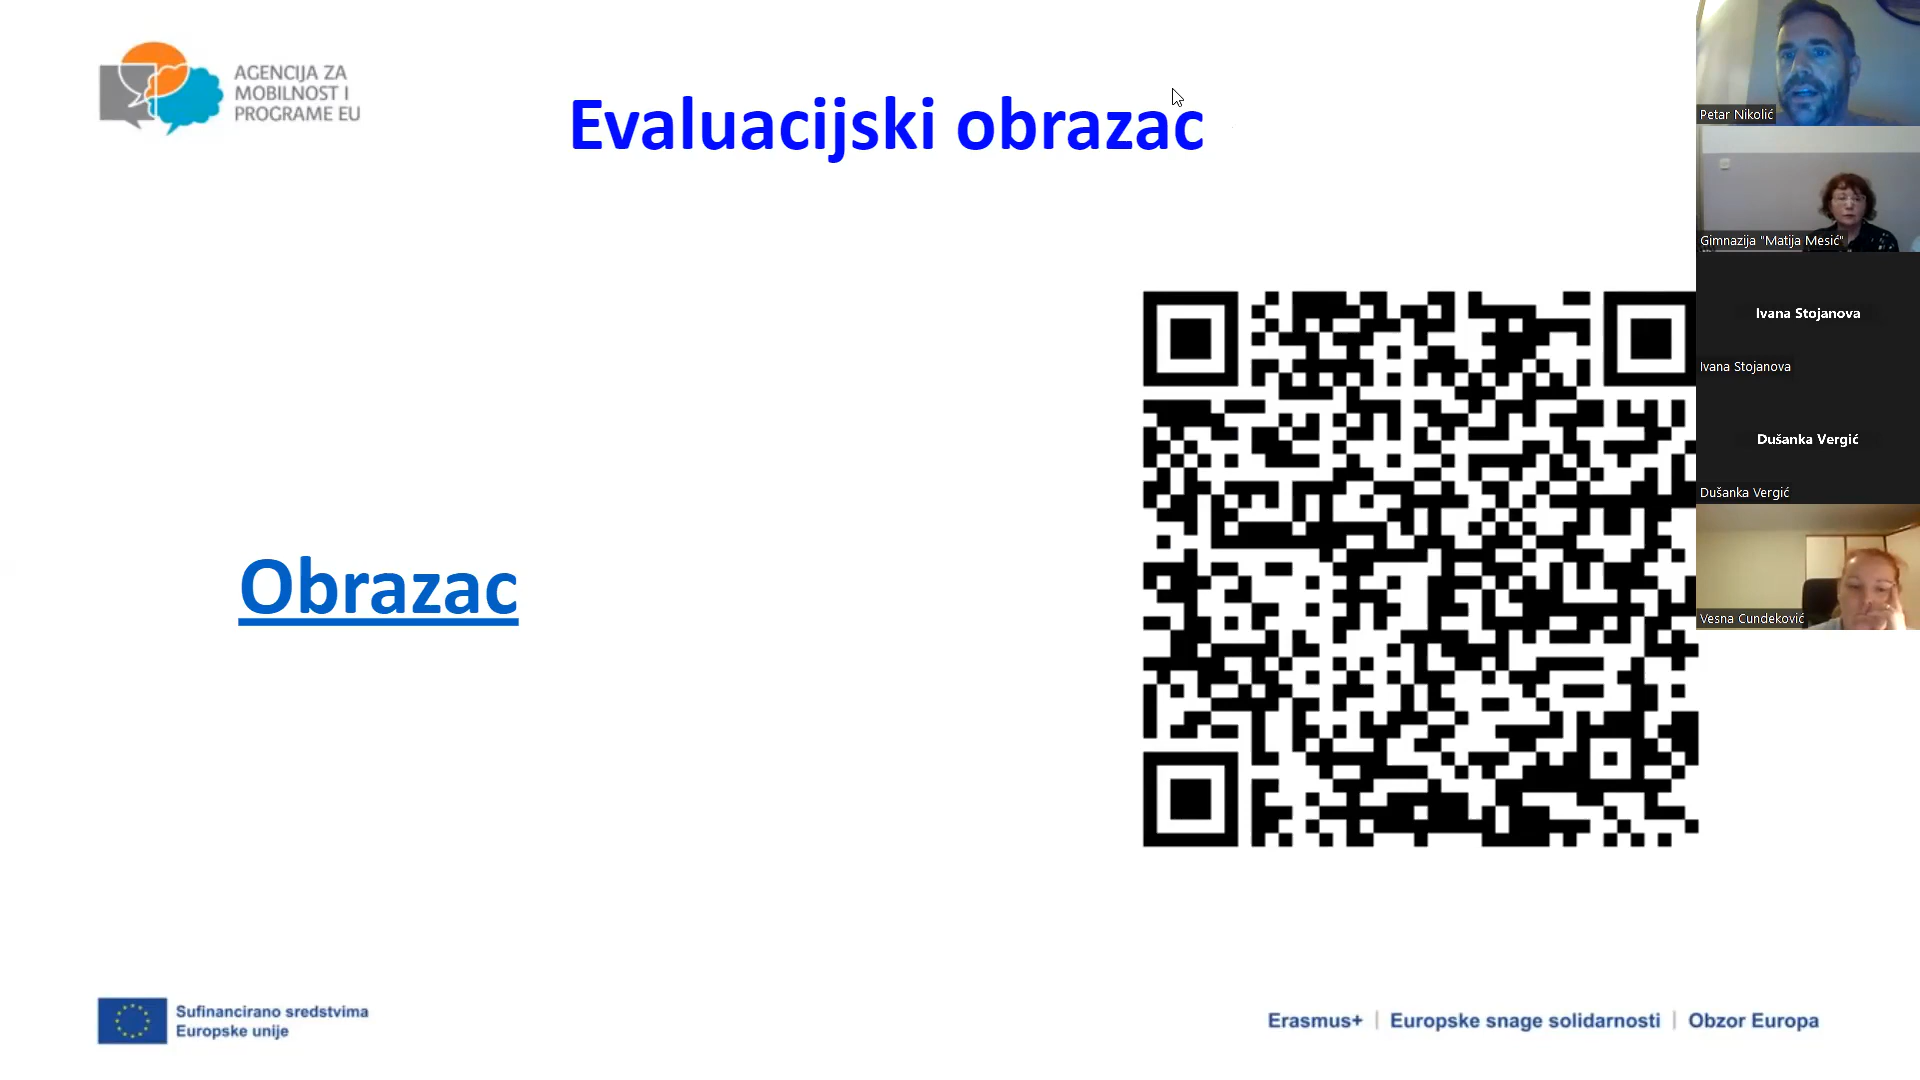 AGENCIJA ZA
MOBILNOST I
PROGRAME EU
Evaluacijski obrazac
Obrazac
Sufinancirano sredstvima
Europske unije
Erasmus+ | Europske snage solidarnosti | Obzor Europa
Petar Nikolić
Gimnazija "Matija Mesić"
Ivana Stojanova
Ivana Stojanova
Dušanka Vergić
Dušanka Vergić
Vesna Cundeković